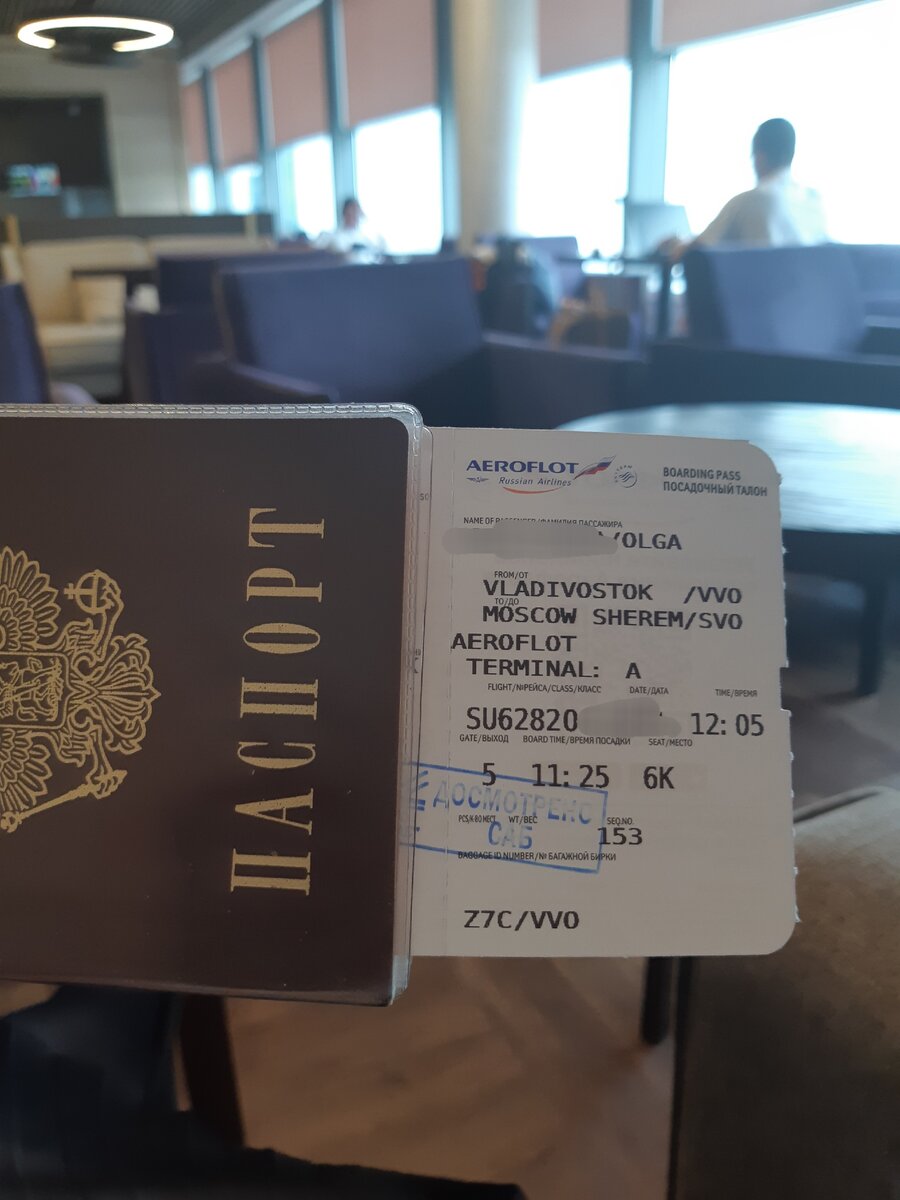 ПАСПОРТ
AEROFLOT
Russian Airlines
BOARDING PASS
ПОСАДОЧНЫЙ ТАЛОН
NAME OF PASSENGER/ФАМИЛИЯ ПАССАЖИРА
/OLGA
FROM/ОТ
VLADIVOSTOK /VVO
TO/ДО
MOSCOW SHEREM/SVO
AEROFLOT
TERMINAL: A
FLIGHT/№РЕЙСА/CLASS/КЛАСС DATE/ДАТА TIME/ВРЕМЯ
SU62820 12:05
GATE/ВЫХОД BOARD TIME/ВРЕМЯ ПОСАДКИ SEAT/МЕСТО
5 11:25 6K
ДОСМОТРЕНО
САБ
WT/ВЕС SEQ.NO.
153
BAGGAGE ID NUMBER/№ БАГАЖНОЙ БИРКИ
Z7C/VVO